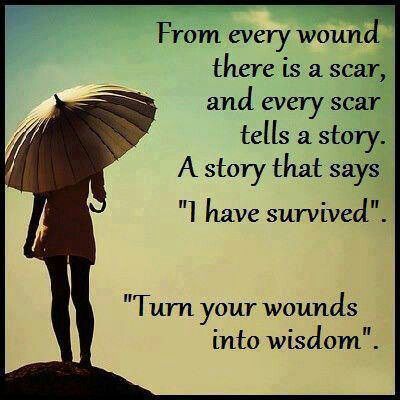 From every wound
there is a scar,
and every scar
tells a story.
A story that says
"I have survived".
"Turn your wounds
into wisdom".